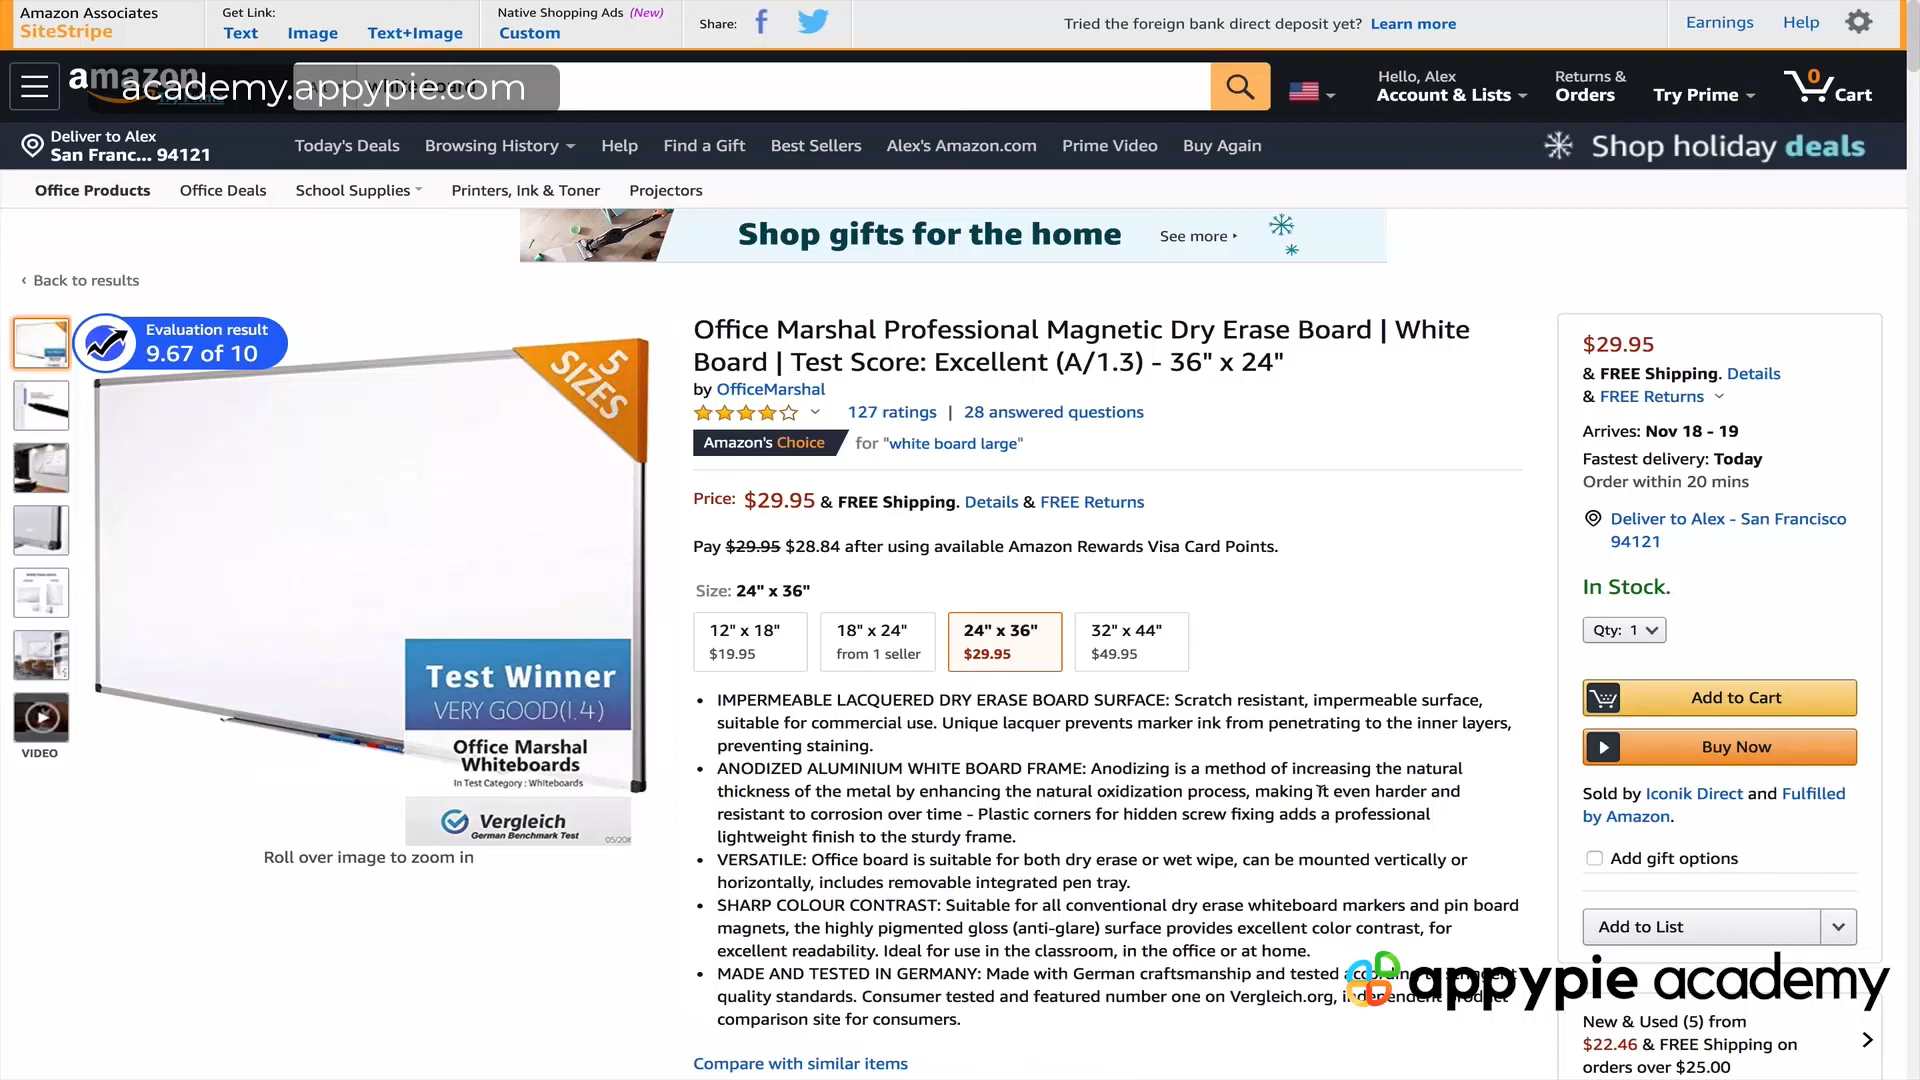 Amazon Associates
SiteStripe
Get Link:
Text Image Text+Image
Native Shopping Ads (New)
Custom
Share:
Tried the foreign bank direct deposit yet? Learn more
Earnings Help
amazon
academy.appypie.com
Hello, Alex
Account & Lists
Returns &
Orders
Try Prime
0
Cart
Deliver to Alex
San Franc... 94121
Today's Deals Browsing History Help Find a Gift Best Sellers Alex's Amazon.com Prime Video Buy Again
Shop holiday deals
Office Products Office Deals School Supplies Printers, Ink & Toner Projectors
Shop gifts for the home See more
‹ Back to results
Evaluation result
9.67 of 10
5
SIZES
Test Winner
VERY GOOD(1.4)
Office Marshal
Whiteboards
In Test Category : Whiteboards
Vergleich
German Benchmark Test
VIDEO
Roll over image to zoom in
Office Marshal Professional Magnetic Dry Erase Board | White
Board | Test Score: Excellent (A/1.3) - 36" x 24"
by OfficeMarshal
127 ratings | 28 answered questions
Amazon's Choice for "white board large"
Price: $29.95 & FREE Shipping. Details & FREE Returns
Pay $29.95 $28.84 after using available Amazon Rewards Visa Card Points.
Size: 24" x 36"
12" x 18"
$19.95
18" x 24"
from 1 seller
24" x 36"
$29.95
32" x 44"
$49.95
• IMPERMEABLE LACQUERED DRY ERASE BOARD SURFACE: Scratch resistant, impermeable surface,
suitable for commercial use. Unique lacquer prevents marker ink from penetrating to the inner layers,
preventing staining.
• ANODIZED ALUMINIUM WHITE BOARD FRAME: Anodizing is a method of increasing the natural
thickness of the metal by enhancing the natural oxidization process, making it even harder and
resistant to corrosion over time - Plastic corners for hidden screw fixing adds a professional
lightweight finish to the sturdy frame.
• VERSATILE: Office board is suitable for both dry erase or wet wipe, can be mounted vertically or
horizontally, includes removable integrated pen tray.
• SHARP COLOUR CONTRAST: Suitable for all conventional dry erase whiteboard markers and pin board
magnets, the highly pigmented gloss (anti-glare) surface provides excellent color contrast, for
excellent readability. Ideal for use in the classroom, in the office or at home.
• MADE AND TESTED IN GERMANY: Made with German craftsmanship and tested according to stringent
quality standards. Consumer tested and featured number one on Vergleich.org, independent product
comparison site for consumers.
Compare with similar items
$29.95
& FREE Shipping. Details
& FREE Returns
Arrives: Nov 18 - 19
Fastest delivery: Today
Order within 20 mins
Deliver to Alex - San Francisco
94121
In Stock.
Qty: 1
Add to Cart
Buy Now
Sold by Iconik Direct and Fulfilled
by Amazon.
Add gift options
Add to List
appypie academy
New & Used (5) from
$22.46 & FREE Shipping on
orders over $25.00